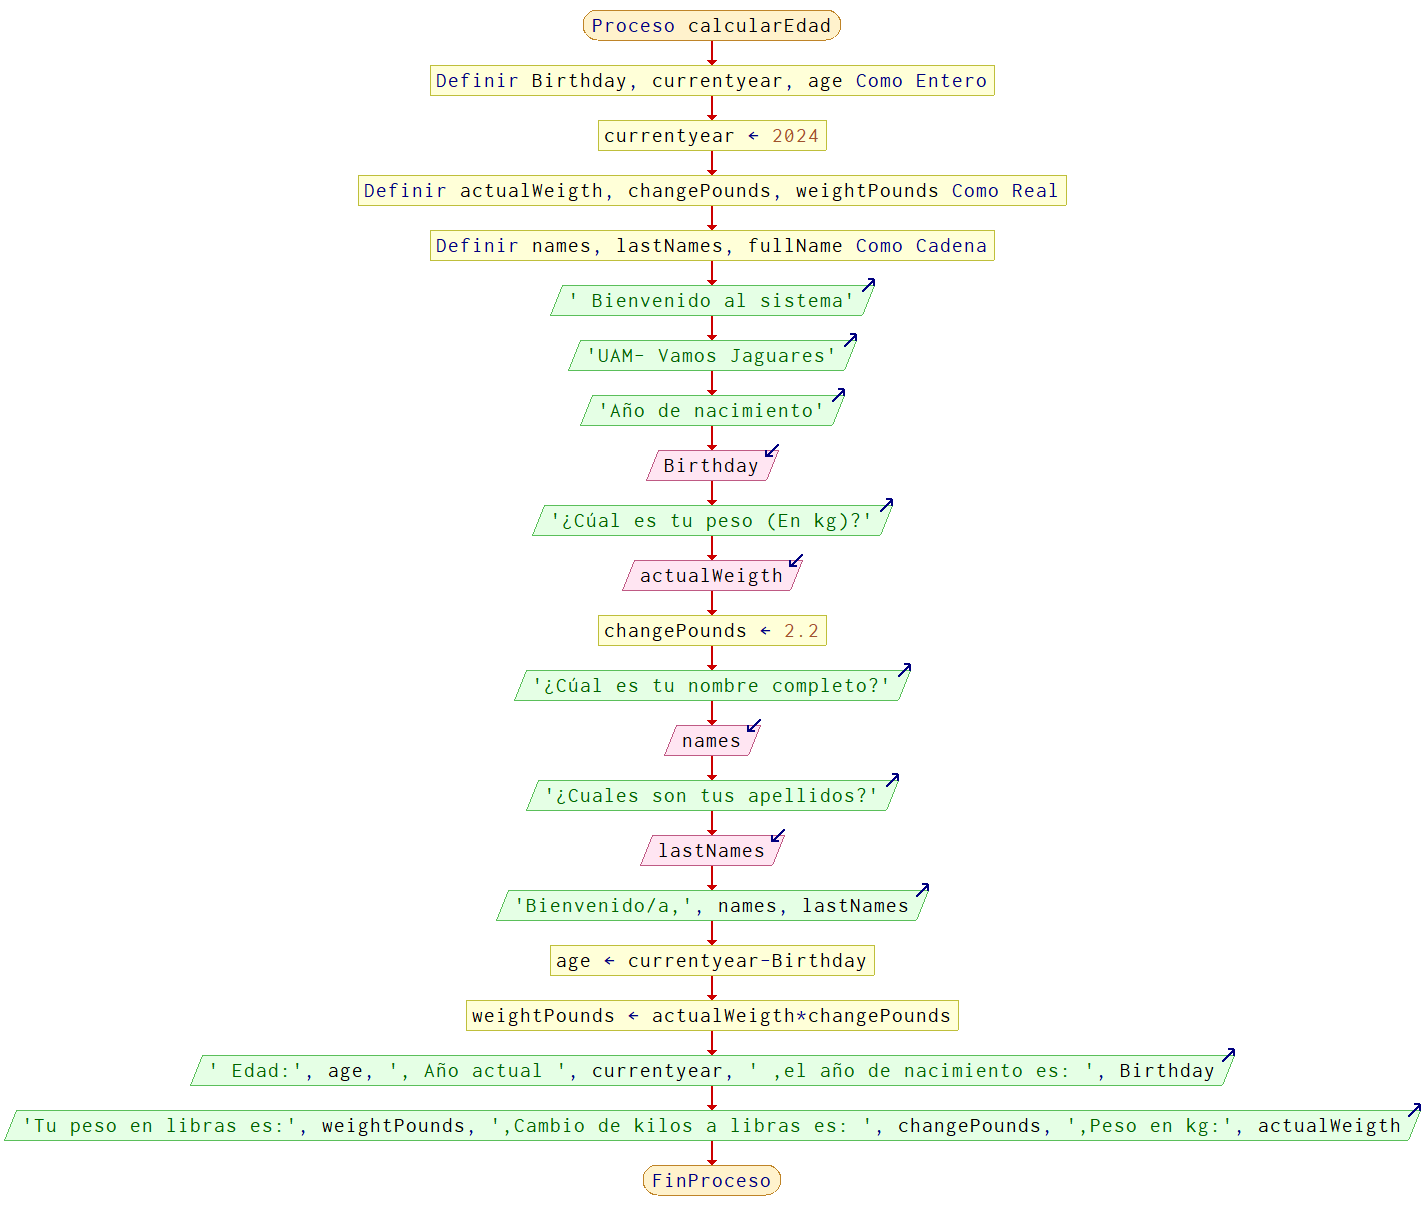 Proceso calcularEdad
Definir Birthday, currentyear, age Como Entero
currentyear ← 2024
Definir actualWeigth, changePounds, weightPounds Como Real
Definir names, lastNames, fullName Como Cadena
' Bienvenido al sistema'
'UAM- Vamos Jaguares'
'Año de nacimiento'
Birthday
'¿Cúal es tu peso (En kg)?'
actualWeigth
changePounds ← 2.2
'¿Cúal es tu nombre completo?'
names
'¿Cuales son tus apellidos?'
lastNames
'Bienvenido/a,', names, lastNames
age ← currentyear-Birthday
weightPounds ← actualWeigth*changePounds
' Edad:', age, ', Año actual ', currentyear, ' ,el año de nacimiento es: ', Birthday
'Tu peso en libras es:', weightPounds, ',Cambio de kilos a libras es: ', changePounds, ',Peso en kg:', actualWeigth
FinProceso